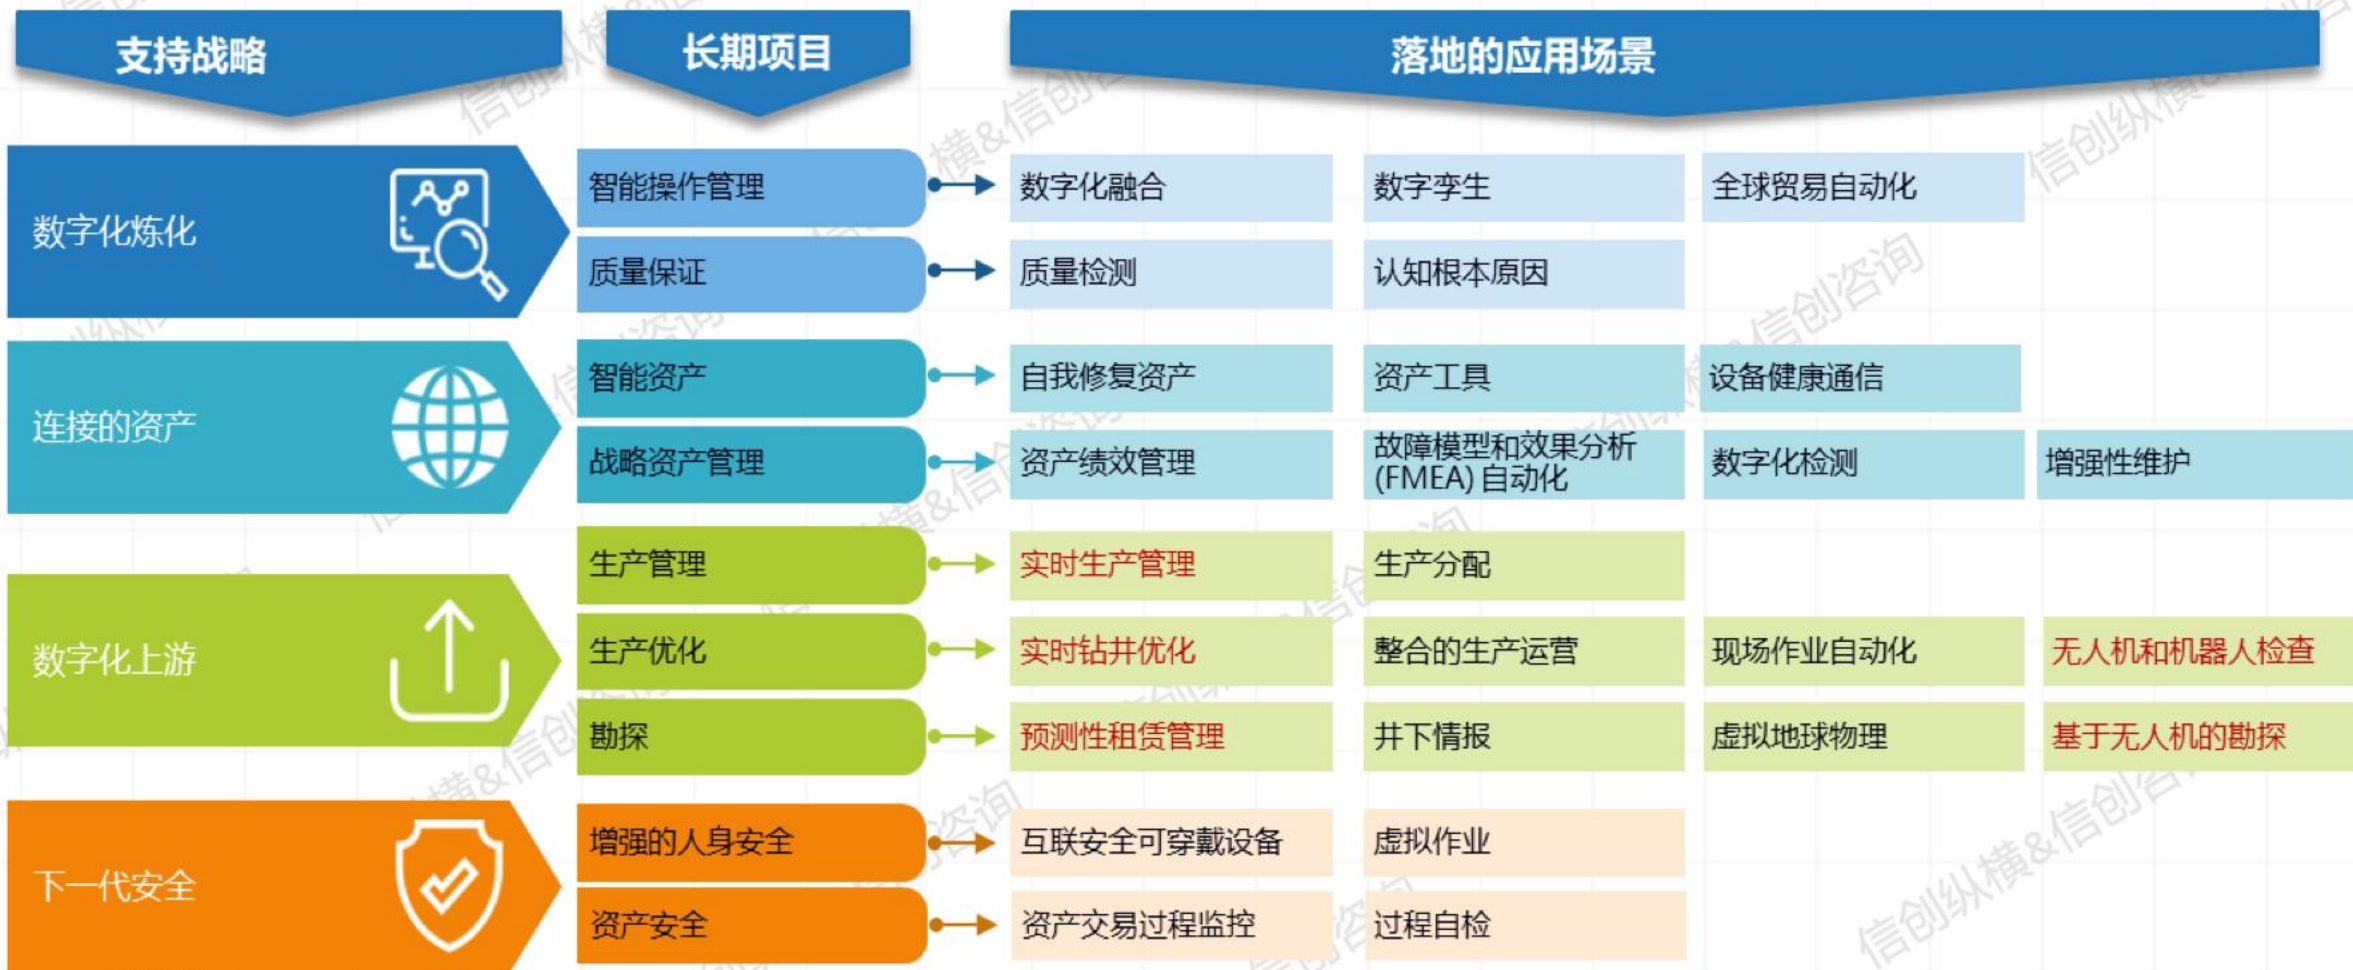 支持战略
长期项目
落地的应用场景
数字化炼化
智能操作管理
数字化融合
数字孪生
全球贸易自动化
质量保证
质量检测
认知根本原因
连接的资产
智能资产
自我修复资产
资产工具
设备健康通信
战略资产管理
资产绩效管理
故障模型和效果分析
(FMEA) 自动化
数字化检测
增强性维护
数字化上游
生产管理
实时生产管理
生产分配
生产优化
实时钻井优化
整合的生产运营
现场作业自动化
无人机和机器人检查
勘探
预测性租赁管理
井下情报
虚拟地球物理
基于无人机的勘探
下一代安全
增强的人身安全
互联安全可穿戴设备
虚拟作业
资产安全
资产交易过程监控
过程自检
信创纵横&信创咨询